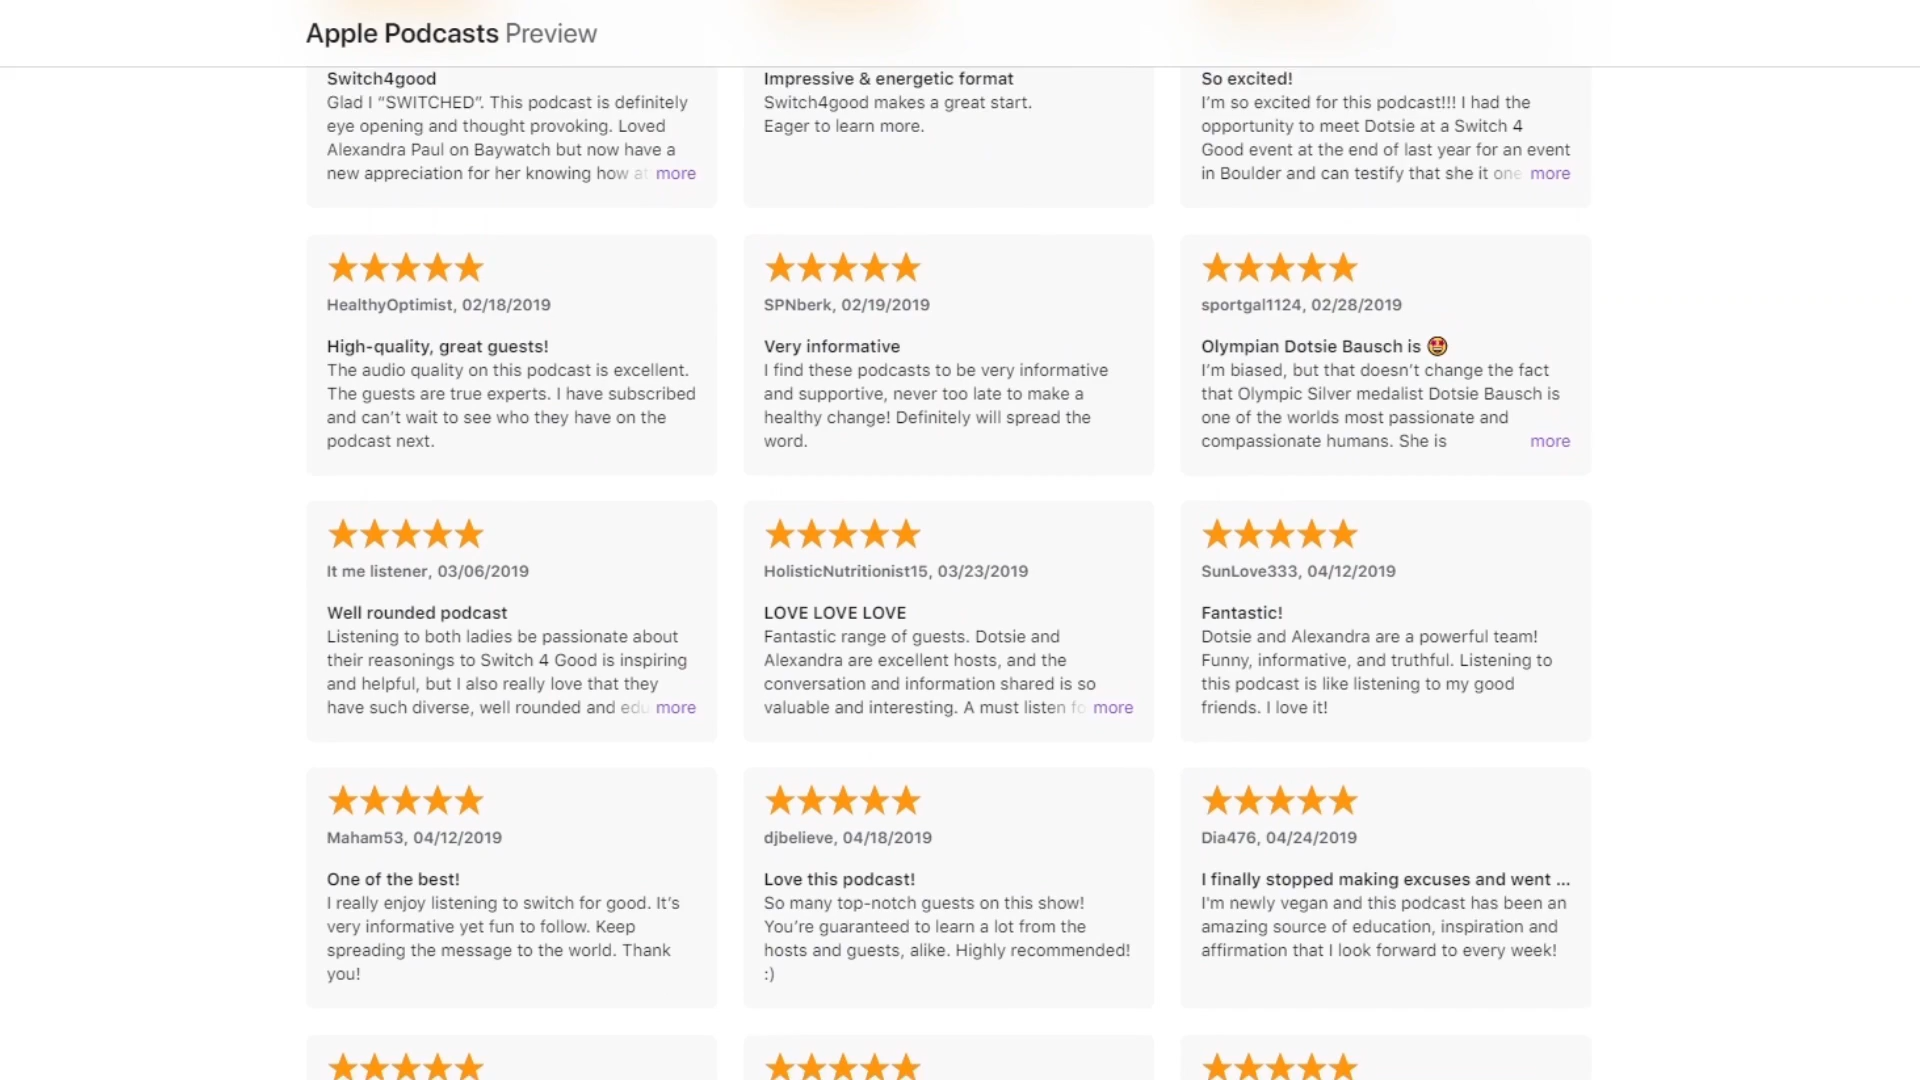 Apple Podcasts Preview
Switch4good
Glad I “SWITCHED”. This podcast is definitely
eye opening and thought provoking. Loved
Alexandra Paul on Baywatch but now have a
new appreciation for her knowing how at more
Impressive & energetic format
Switch4good makes a great start.
Eager to learn more.
So excited!
I’m so excited for this podcast!!! I had the
opportunity to meet Dotsie at a Switch 4
Good event at the end of last year for an event
in Boulder and can testify that she it one more
HealthyOptimist, 02/18/2019
High-quality, great guests!
The audio quality on this podcast is excellent.
The guests are true experts. I have subscribed
and can’t wait to see who they have on the
podcast next.
SPNberk, 02/19/2019
Very informative
I find these podcasts to be very informative
and supportive, never too late to make a
healthy change! Definitely will spread the
word.
sportgal1124, 02/28/2019
Olympian Dotsie Bausch is 🤩
I’m biased, but that doesn’t change the fact
that Olympic Silver medalist Dotsie Bausch is
one of the worlds most passionate and
compassionate humans. She is more
It me listener, 03/06/2019
Well rounded podcast
Listening to both ladies be passionate about
their reasonings to Switch 4 Good is inspiring
and helpful, but I also really love that they
have such diverse, well rounded and edu more
HolisticNutritionist15, 03/23/2019
LOVE LOVE LOVE
Fantastic range of guests. Dotsie and
Alexandra are excellent hosts, and the
conversation and information shared is so
valuable and interesting. A must listen fo more
SunLove333, 04/12/2019
Fantastic!
Dotsie and Alexandra are a powerful team!
Funny, informative, and truthful. Listening to
this podcast is like listening to my good
friends. I love it!
Maham53, 04/12/2019
One of the best!
I really enjoy listening to switch for good. It’s
very informative yet fun to follow. Keep
spreading the message to the world. Thank
you!
djbelieve, 04/18/2019
Love this podcast!
So many top-notch guests on this show!
You’re guaranteed to learn a lot from the
hosts and guests, alike. Highly recommended!
:)
Dia476, 04/24/2019
I finally stopped making excuses and went ...
I'm newly vegan and this podcast has been an
amazing source of education, inspiration and
affirmation that I look forward to every week!